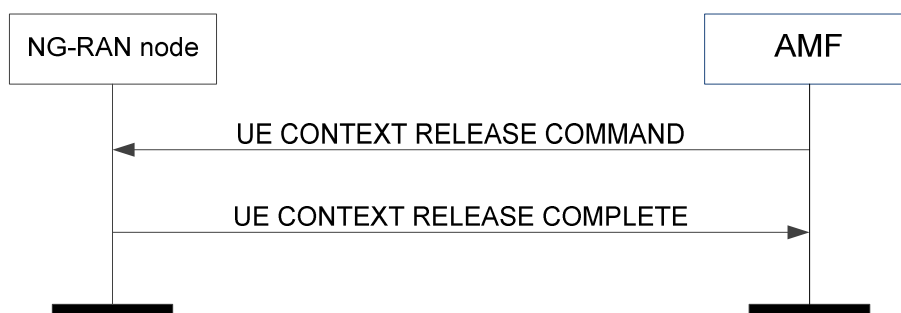 NG-RAN node
AMF
UE CONTEXT RELEASE COMMAND
UE CONTEXT RELEASE COMPLETE